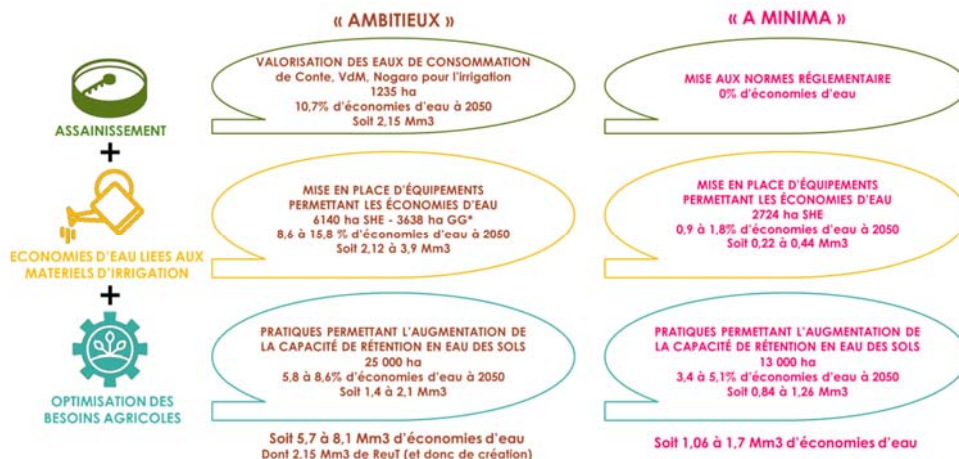 « AMBITIEUX »
« A MINIMA »
VALORISATION DES EAUX DE CONSOMMATION
de Conte, VdM, Nogaro pour l'irrigation
1235 ha
10,7% d'économies d'eau à 2050
Soit 2,15 Mm3
MISE AUX NORMES RÉGLEMENTAIRE
0% d'économies d'eau
ASSAINISSEMENT
+
MISE EN PLACE D'ÉQUIPEMENTS
PERMETTANT LES ÉCONOMIES D'EAU
6140 ha SHE - 3638 ha GG*
8,6 à 15,8 % d'économies d'eau à 2050
Soit 2,12 à 3,9 Mm3
MISE EN PLACE D'ÉQUIPEMENTS
PERMETTANT LES ÉCONOMIES D'EAU
2724 ha SHE
0,9 à 1,8% d'économies d'eau à 2050
Soit 0,22 à 0,44 Mm3
ECONOMIES D'EAU LIEES AUX
MATERIELS D'IRRIGATION
+
PRATIQUES PERMETTANT L'AUGMENTATION DE
LA CAPACITÉ DE RÉTENTION EN EAU DES SOLS
25 000 ha
5,8 à 8,6% d'économies d'eau à 2050
Soit 1,4 à 2,1 Mm3
PRATIQUES PERMETTANT L'AUGMENTATION DE
LA CAPACITÉ DE RÉTENTION EN EAU DES SOLS
13 000 ha
3,4 à 5,1% d'économies d'eau à 2050
Soit 0,84 à 1,26 Mm3
OPTIMISATION DES
BESOINS AGRICOLES
Soit 5,7 à 8,1 Mm3 d'économies d'eau
Dont 2,15 Mm3 de ReuT (et donc de création)
Soit 1,06 à 1,7 Mm3 d'économies d'eau